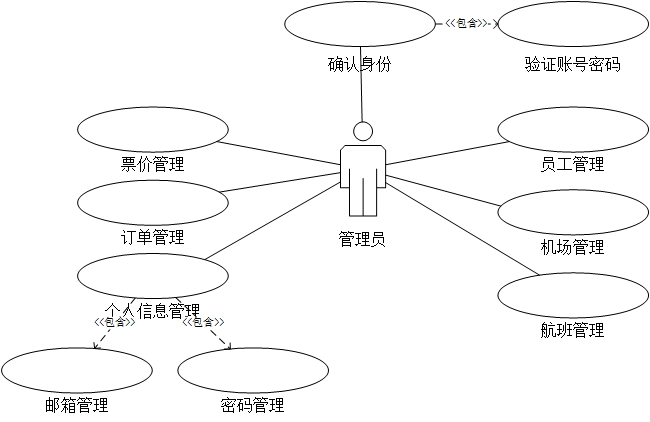 <<包含>>
确认身份
验证账号密码
票价管理
员工管理
订单管理
管理员
机场管理
个人信息管理
<<包含>>
<<包含>>
航班管理
邮箱管理
密码管理